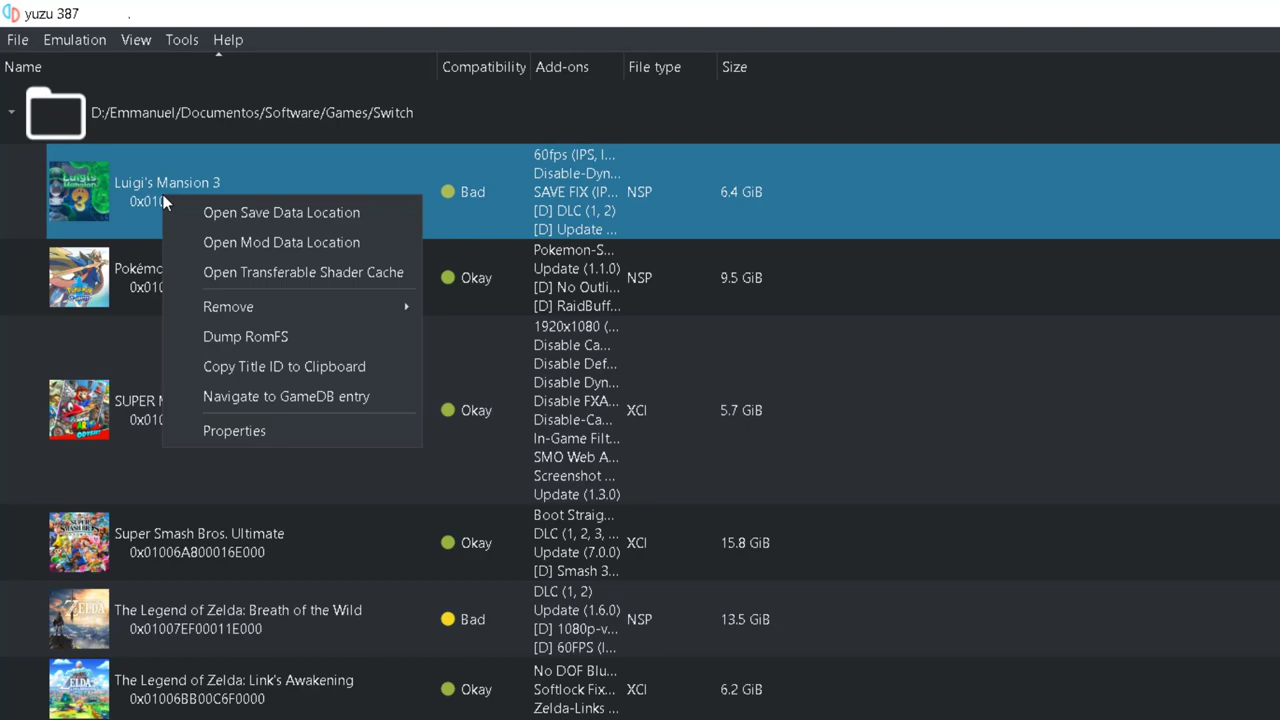 yuzu 387
File Emulation View Tools Help
Name Compatibility Add-ons File type Size
D:/Emmanuel/Documentos/Software/Games/Switch
Luigi's Mansion 3
0x010
Bad
60fps (IPS, I...
Disable-Dyn...
SAVE FIX (IP...
[D] DLC (1, 2)
[D] Update ...
NSP
6.4 GiB
Open Save Data Location
Open Mod Data Location
Open Transferable Shader Cache
Remove
Dump RomFS
Copy Title ID to Clipboard
Navigate to GameDB entry
Properties
Pokémo
0x010
Okay
Pokemon-S...
Update (1.1.0)
[D] No Outli...
[D] RaidBuff...
NSP
9.5 GiB
SUPER M
0x010
Okay
1920x1080 (...
Disable Ca...
Disable Def...
Disable Dyn...
Disable FXA...
Disable-Ca...
In-Game Filt...
SMO Web A...
Screenshot ...
Update (1.3.0)
XCI
5.7 GiB
Super Smash Bros. Ultimate
0x01006A800016E000
Okay
Boot Straig...
DLC (1, 2, 3, ...
Update (7.0.0)
[D] Smash 3...
XCI
15.8 GiB
The Legend of Zelda: Breath of the Wild
0x01007EF00011E000
Bad
DLC (1, 2)
Update (1.6.0)
[D] 1080p-v...
[D] 60FPS (I...
NSP
13.5 GiB
The Legend of Zelda: Link's Awakening
0x01006BB00C6F0000
Okay
No DOF Blu...
Softlock Fix...
Zelda-Links ...
XCI
6.2 GiB